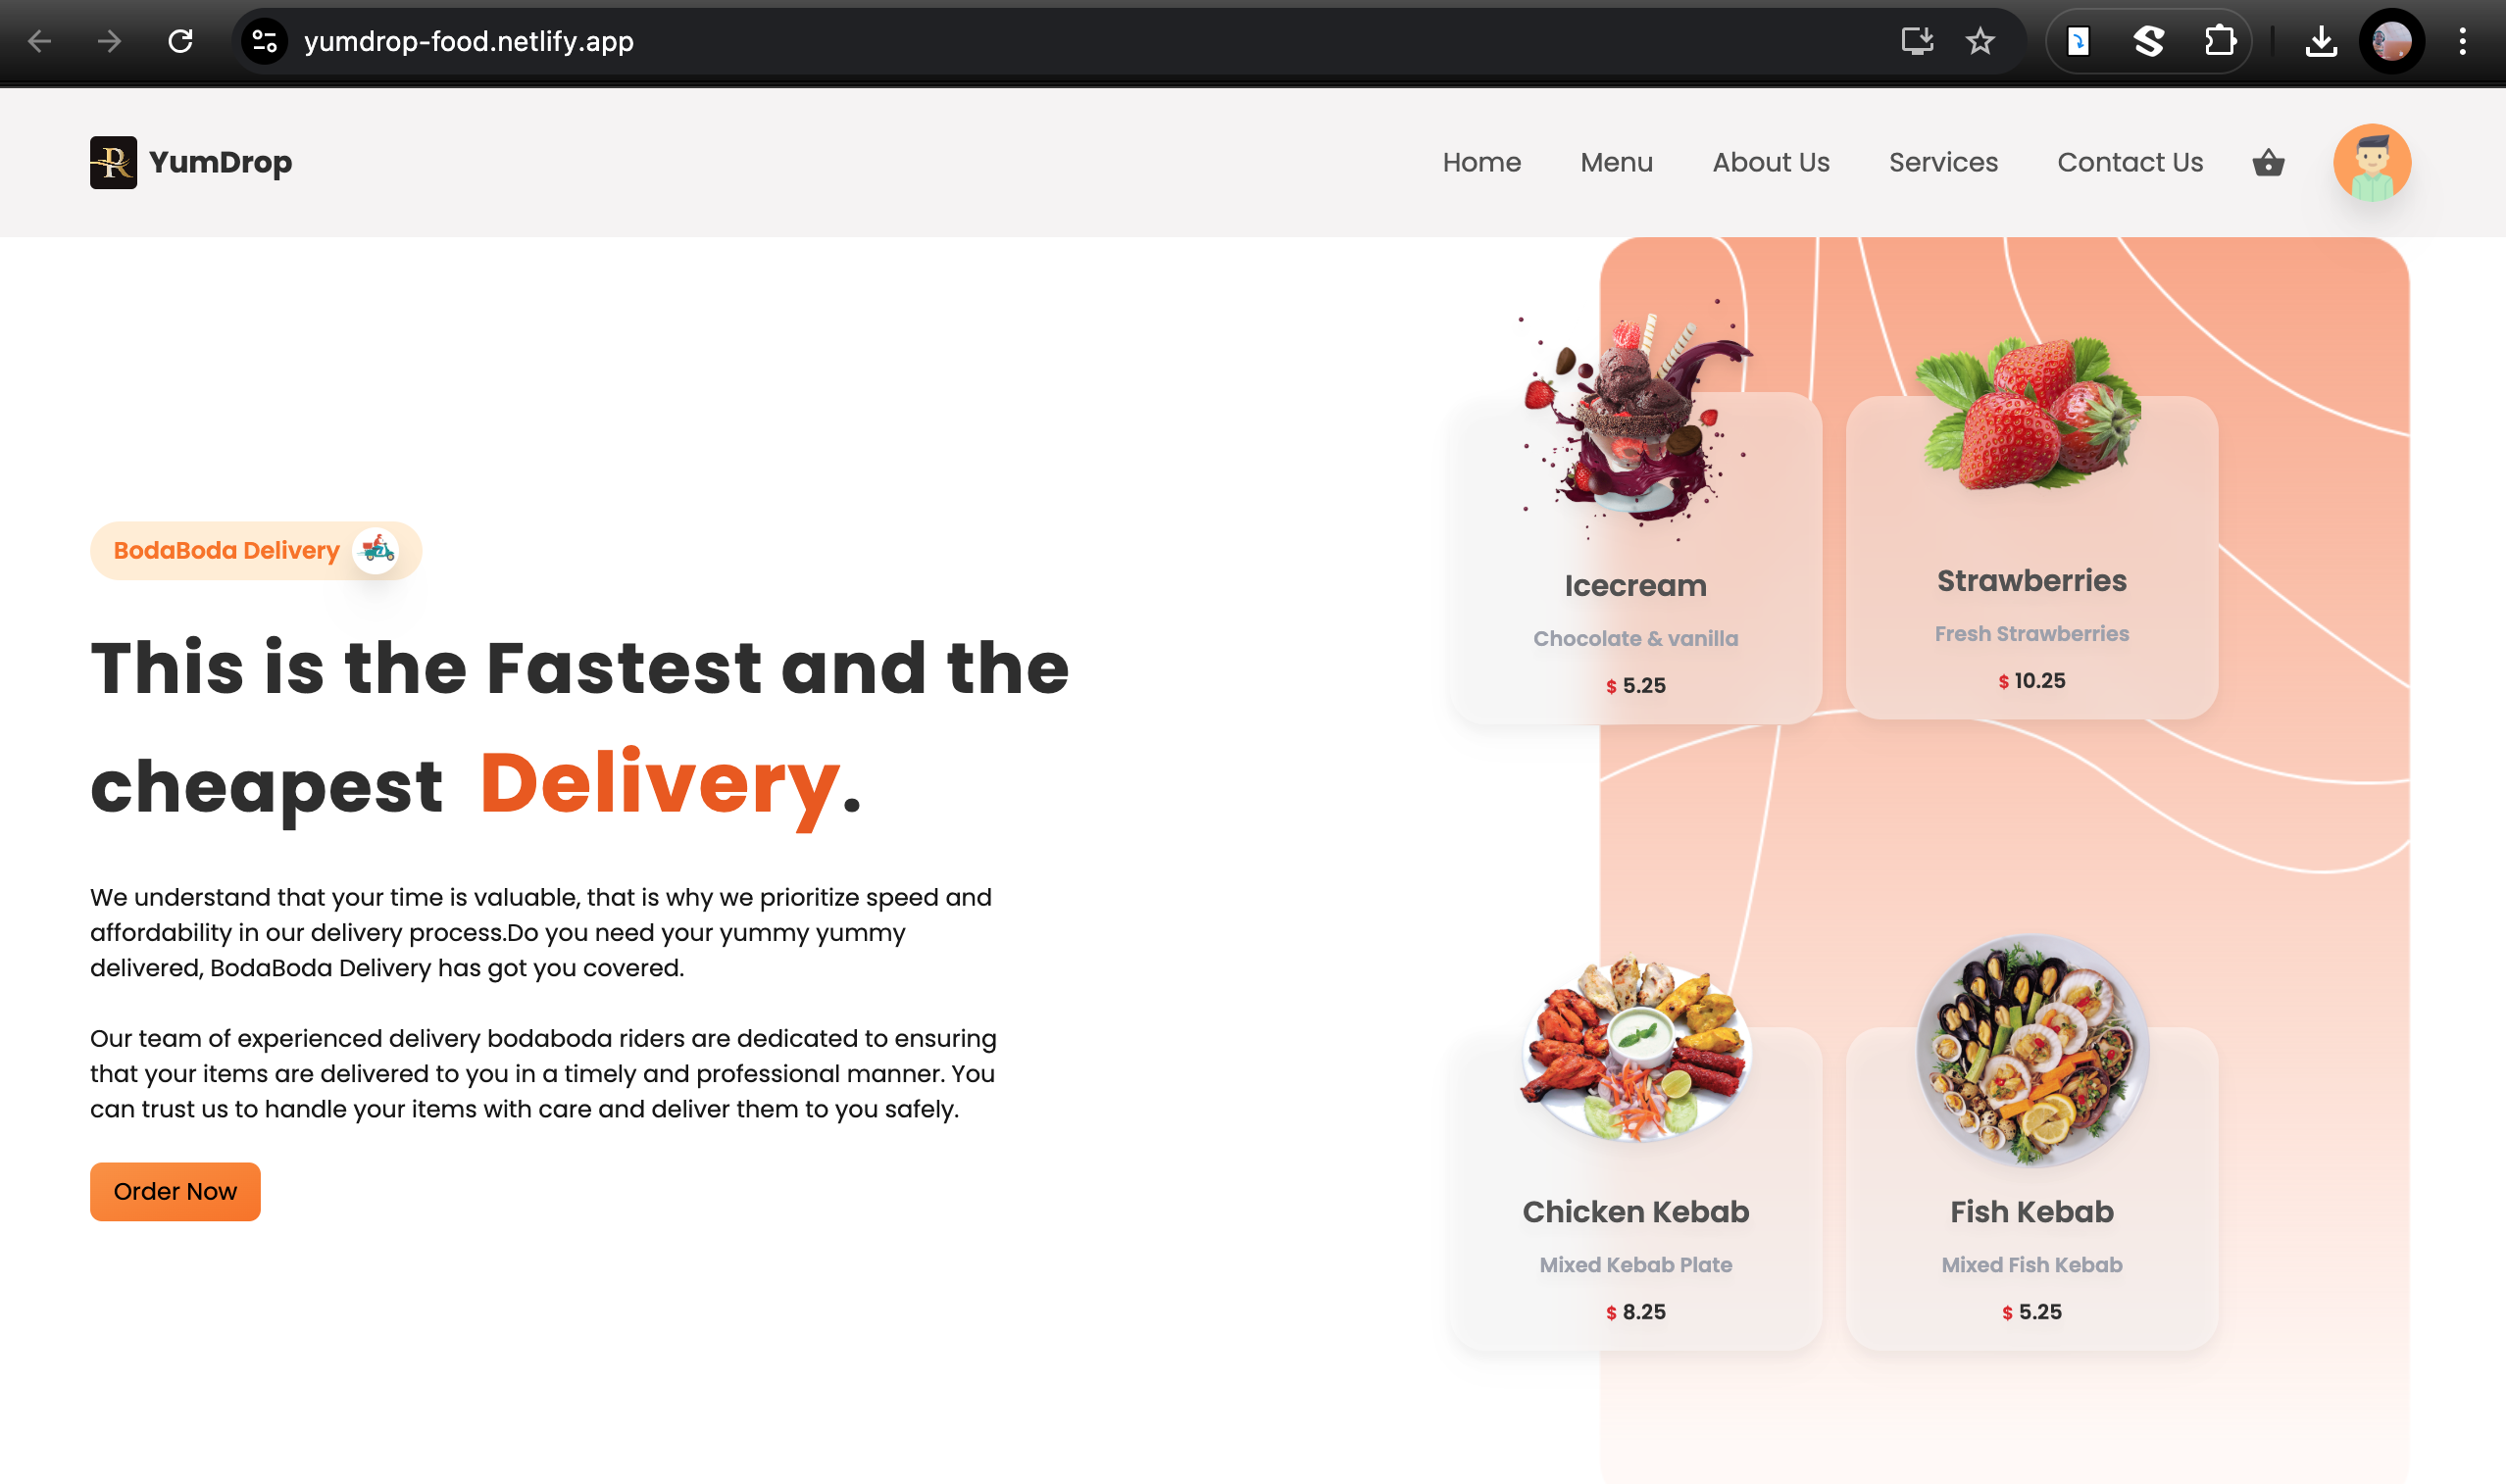 yumdrop-food.netlify.app
R YumDrop
Home Menu About Us Services Contact Us
BodaBoda Delivery
This is the Fastest and the
cheapest Delivery.
We understand that your time is valuable, that is why we prioritize speed and
affordability in our delivery process.Do you need your yummy yummy
delivered, BodaBoda Delivery has got you covered.
Our team of experienced delivery bodaboda riders are dedicated to ensuring
that your items are delivered to you in a timely and professional manner. You
can trust us to handle your items with care and deliver them to you safely.
Order Now
Icecream
Chocolate & vanilla
$ 5.25
Strawberries
Fresh Strawberries
$ 10.25
Chicken Kebab
Mixed Kebab Plate
$ 8.25
Fish Kebab
Mixed Fish Kebab
$ 5.25